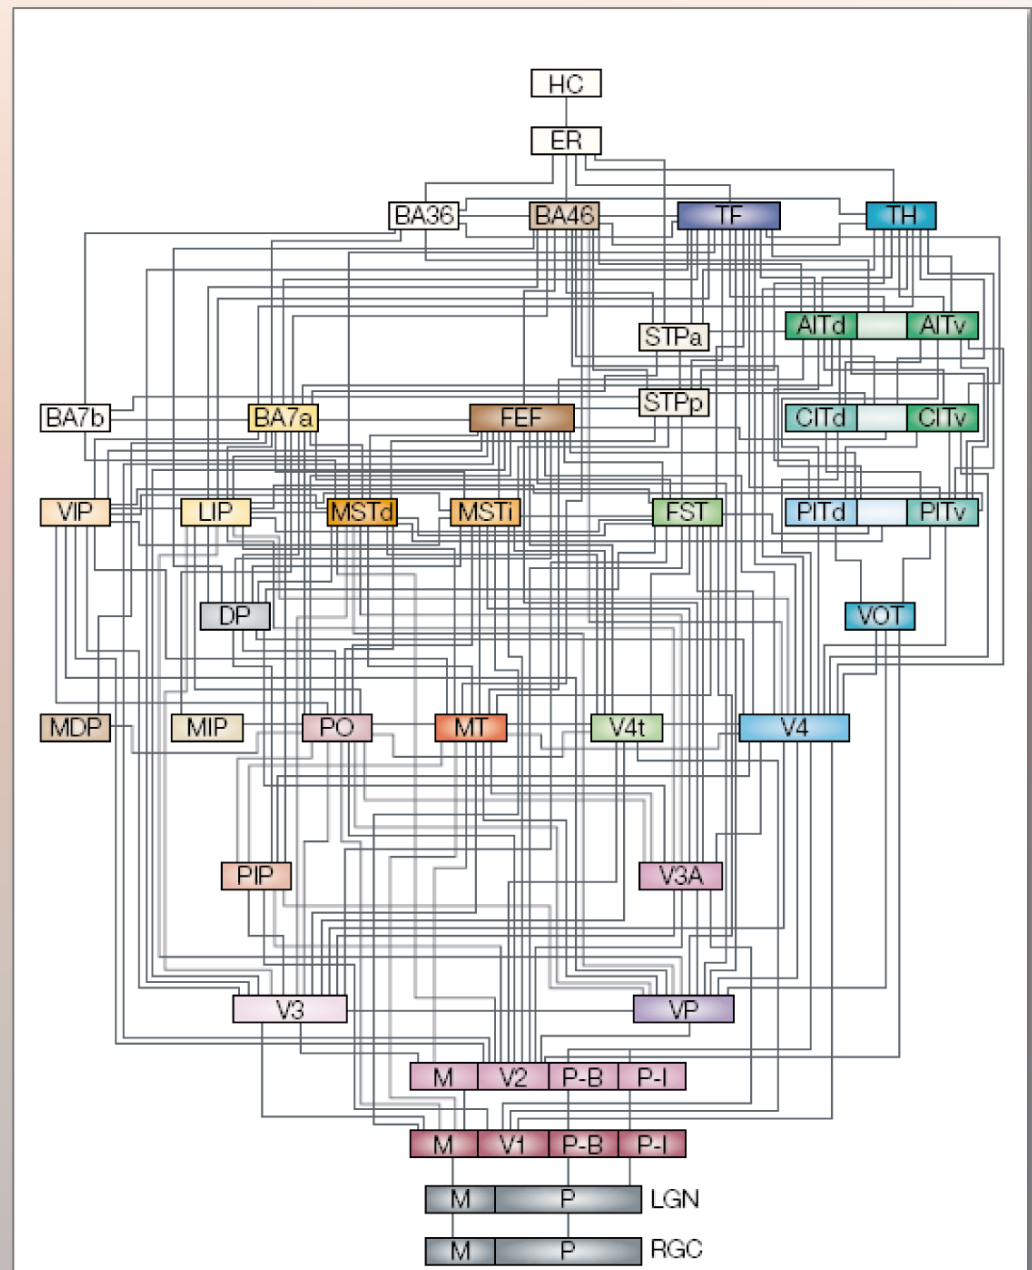 HC
ER
BA36 BA46 TF TH
AITd AITv
STPa
STPp
BA7b BA7a FEF CITd CITv
VIP LIP MSTd MSTi FST PITd PITv
DP VOT
MDP MIP PO MT V4t V4
PIP V3A
V3 VP
M V2 P-B P-I
M V1 P-B P-I
M P LGN
M P RGC